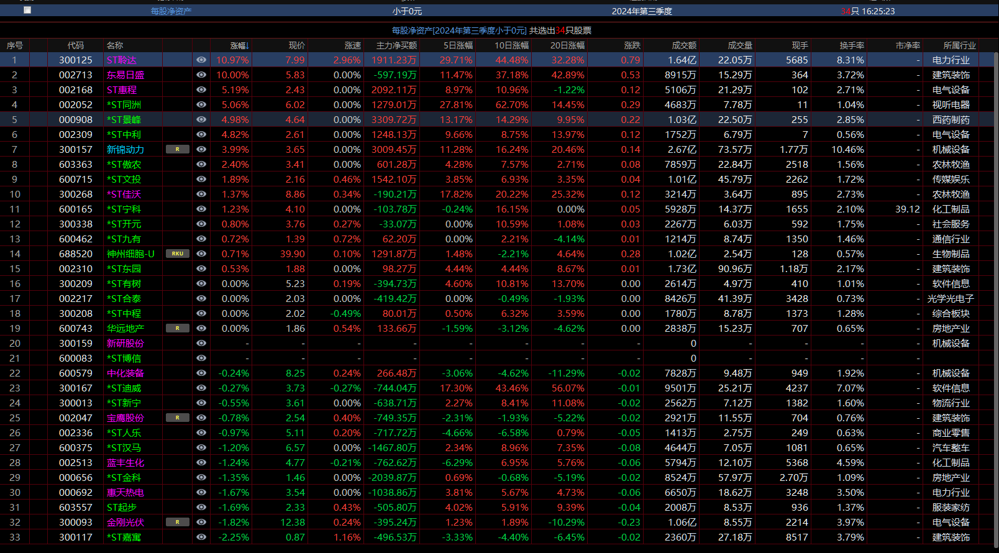 每股净资产 小于0元 2024年第三季度 34只 16:25:23
每股净资产[2024年第三季度小于0元] 共选出34只股票
序号 代码 名称 涨幅↓ 现价 涨速 主力净买额 5日涨幅 10日涨幅 20日涨幅 涨跌 成交额 成交量 现手 换手率 市净率 所属行业
1 300125 ST聆达 10.97% 7.99 2.96% 1911.23万 29.71% 44.48% 32.28% 0.79 1.64亿 22.05万 5685 8.31% - 电力行业
2 002713 东易日盛 10.00% 5.83 0.00% -597.19万 11.47% 37.18% 42.89% 0.53 8915万 15.29万 364 3.72% - 建筑装饰
3 002168 ST惠程 5.19% 2.43 0.00% 2092.11万 8.97% 10.96% -1.22% 0.12 5106万 21.29万 102 2.71% - 电气设备
4 002052 *ST同洲 5.06% 6.02 0.00% 1279.01万 27.81% 62.70% 14.45% 0.29 4683万 7.78万 11 1.04% - 视听电器
5 000908 *ST景峰 4.98% 4.64 0.00% 3309.72万 13.17% 14.29% 9.95% 0.22 1.03亿 22.50万 255 2.85% - 西药制药
6 002309 *ST中利 4.82% 2.61 0.00% 1248.13万 9.66% 8.75% 13.97% 0.12 1752万 6.79万 7 0.56% - 电气设备
7 300157 新锦动力 R 3.99% 3.65 0.00% 3009.45万 11.28% 16.24% 20.46% 0.14 2.67亿 73.57万 1.77万 10.46% - 机械设备
8 603363 *ST傲农 2.40% 3.41 0.00% 601.28万 4.28% 7.57% 2.71% 0.08 7859万 22.84万 2518 1.56% - 农林牧渔
9 600715 *ST文投 1.89% 2.16 0.46% 1542.10万 3.85% 6.93% 3.35% 0.04 1.01亿 45.79万 2262 1.72% - 传媒娱乐
10 300268 *ST佳沃 1.37% 8.86 0.34% -190.21万 17.82% 20.22% 25.32% 0.12 3214万 3.64万 895 2.73% - 农林牧渔
11 600165 *ST宁科 1.23% 4.10 0.00% -103.78万 -0.24% 16.15% 0.00% 0.05 5928万 14.37万 1655 2.10% 39.12 化工制品
12 300338 *ST开元 0.80% 3.76 0.27% -33.07万 0.00% 10.59% 1.08% 0.03 2267万 6.03万 592 1.75% - 社会服务
13 600462 *ST九有 0.72% 1.39 0.72% 62.20万 0.00% 2.21% -4.14% 0.01 1214万 8.74万 1350 1.46% - 通信行业
14 688520 神州细胞-U RKU 0.71% 39.90 0.10% 1291.87万 1.48% -2.21% 4.64% 0.28 1.02亿 2.54万 128 0.57% - 生物制品
15 002310 *ST东园 0.53% 1.88 0.00% 98.27万 4.44% 4.44% 8.67% 0.01 1.73亿 90.96万 1.18万 2.17% - 建筑装饰
16 300209 *ST有树 0.00% 5.23 0.19% -394.73万 4.60% 10.81% 13.70% 0.00 2614万 4.97万 410 1.01% - 软件信息
17 002217 *ST合泰 0.00% 2.03 0.00% -419.42万 0.00% -0.49% -1.93% 0.00 8426万 41.39万 3428 0.73% - 光学光电子
18 300208 *ST中程 0.00% 2.02 -0.49% 80.01万 0.50% 6.32% 3.59% 0.00 1780万 8.78万 1373 1.28% - 综合板块
19 600743 华远地产 R 0.00% 1.86 0.54% 133.66万 -1.59% -3.12% -4.62% 0.00 2838万 15.23万 707 0.65% - 房地产业
20 300159 新研股份 - - - - - - - - 0 - - - - 机械设备
21 600083 *ST博信 - - - - - - - - 0 - - - -
22 600579 中化装备 -0.24% 8.25 0.24% 266.48万 -3.06% -4.62% -11.29% -0.02 7828万 9.48万 949 1.92% - 机械设备
23 300167 *ST迪威 -0.27% 3.73 -0.27% -744.04万 17.30% 43.46% 56.07% -0.01 9501万 25.21万 4237 7.07% - 软件信息
24 300013 *ST新宁 -0.55% 3.61 0.00% -638.71万 2.27% 8.41% 11.08% -0.02 2562万 7.12万 1382 1.60% - 物流行业
25 002047 宝鹰股份 R -0.78% 2.54 0.40% -749.35万 -2.31% -1.93% -5.22% -0.02 2921万 11.55万 704 0.76% - 建筑装饰
26 002336 *ST人乐 -0.97% 5.11 0.20% -717.72万 -4.66% -6.58% 0.79% -0.05 1413万 2.75万 249 0.63% - 商业零售
27 600375 *ST汉马 -1.20% 6.57 0.00% -1467.80万 2.34% 8.96% 7.35% -0.08 4644万 7.05万 1081 0.65% - 汽车整车
28 002513 蓝丰生化 -1.24% 4.77 -0.21% -762.62万 -6.29% 6.95% 5.76% -0.06 5794万 12.10万 5368 4.59% - 化工制品
29 000656 *ST金科 -1.35% 1.46 0.00% -2039.87万 0.69% -0.68% -5.19% -0.02 8524万 57.97万 2.70万 1.09% - 房地产业
30 000692 惠天热电 -1.67% 3.54 0.00% -1038.86万 3.81% 5.67% 4.73% -0.06 6650万 18.62万 3248 3.50% - 电力行业
31 603557 ST起步 -1.69% 2.33 0.43% -505.80万 4.02% 5.91% 9.39% -0.04 2008万 8.53万 936 1.37% - 服装家纺
32 300093 金刚光伏 R -1.82% 12.38 0.24% -395.24万 1.23% 1.89% -10.29% -0.23 1.06亿 8.55万 2214 3.97% - 电气设备
33 300117 *ST嘉寓 -2.25% 0.87 1.16% -496.53万 -3.33% -4.40% -6.45% -0.02 2360万 27.18万 8517 3.79% - 建筑装饰